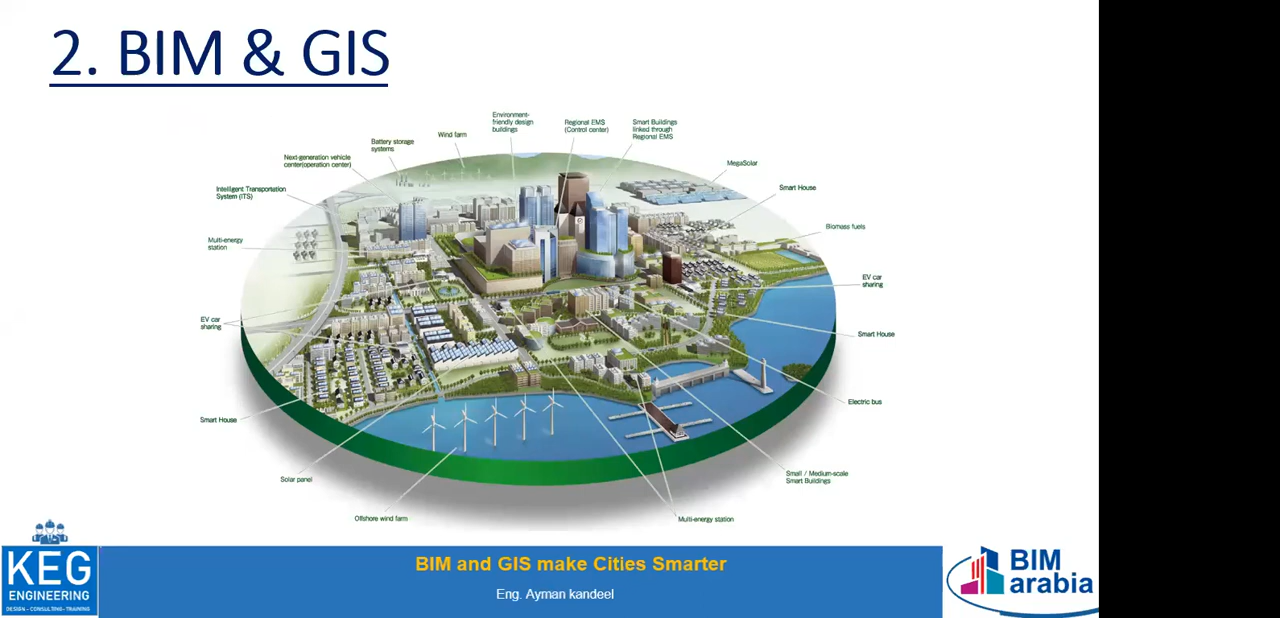 2. BIM & GIS
Environment-
friendly design
buildings
Regional EMS
(Control center)
Smart Buildings
linked through
Regional EMS
Wind farm
Battery storage
systems
Next-generation vehicle
center(operation center)
MegaSolar
Intelligent Transportation
System (ITS)
Smart House
Multi-energy
station
Biomass fuels
EV car
sharing
EV car
sharing
Smart House
Electric bus
Smart House
Solar panel
Small / Medium-scale
Smart Buildings
Offshore wind farm
Multi-energy station
KEG
ENGINEERING
DESIGN - CONSULTING - TRAINING
BIM and GIS make Cities Smarter
Eng. Ayman kandeel
BIM
arabia